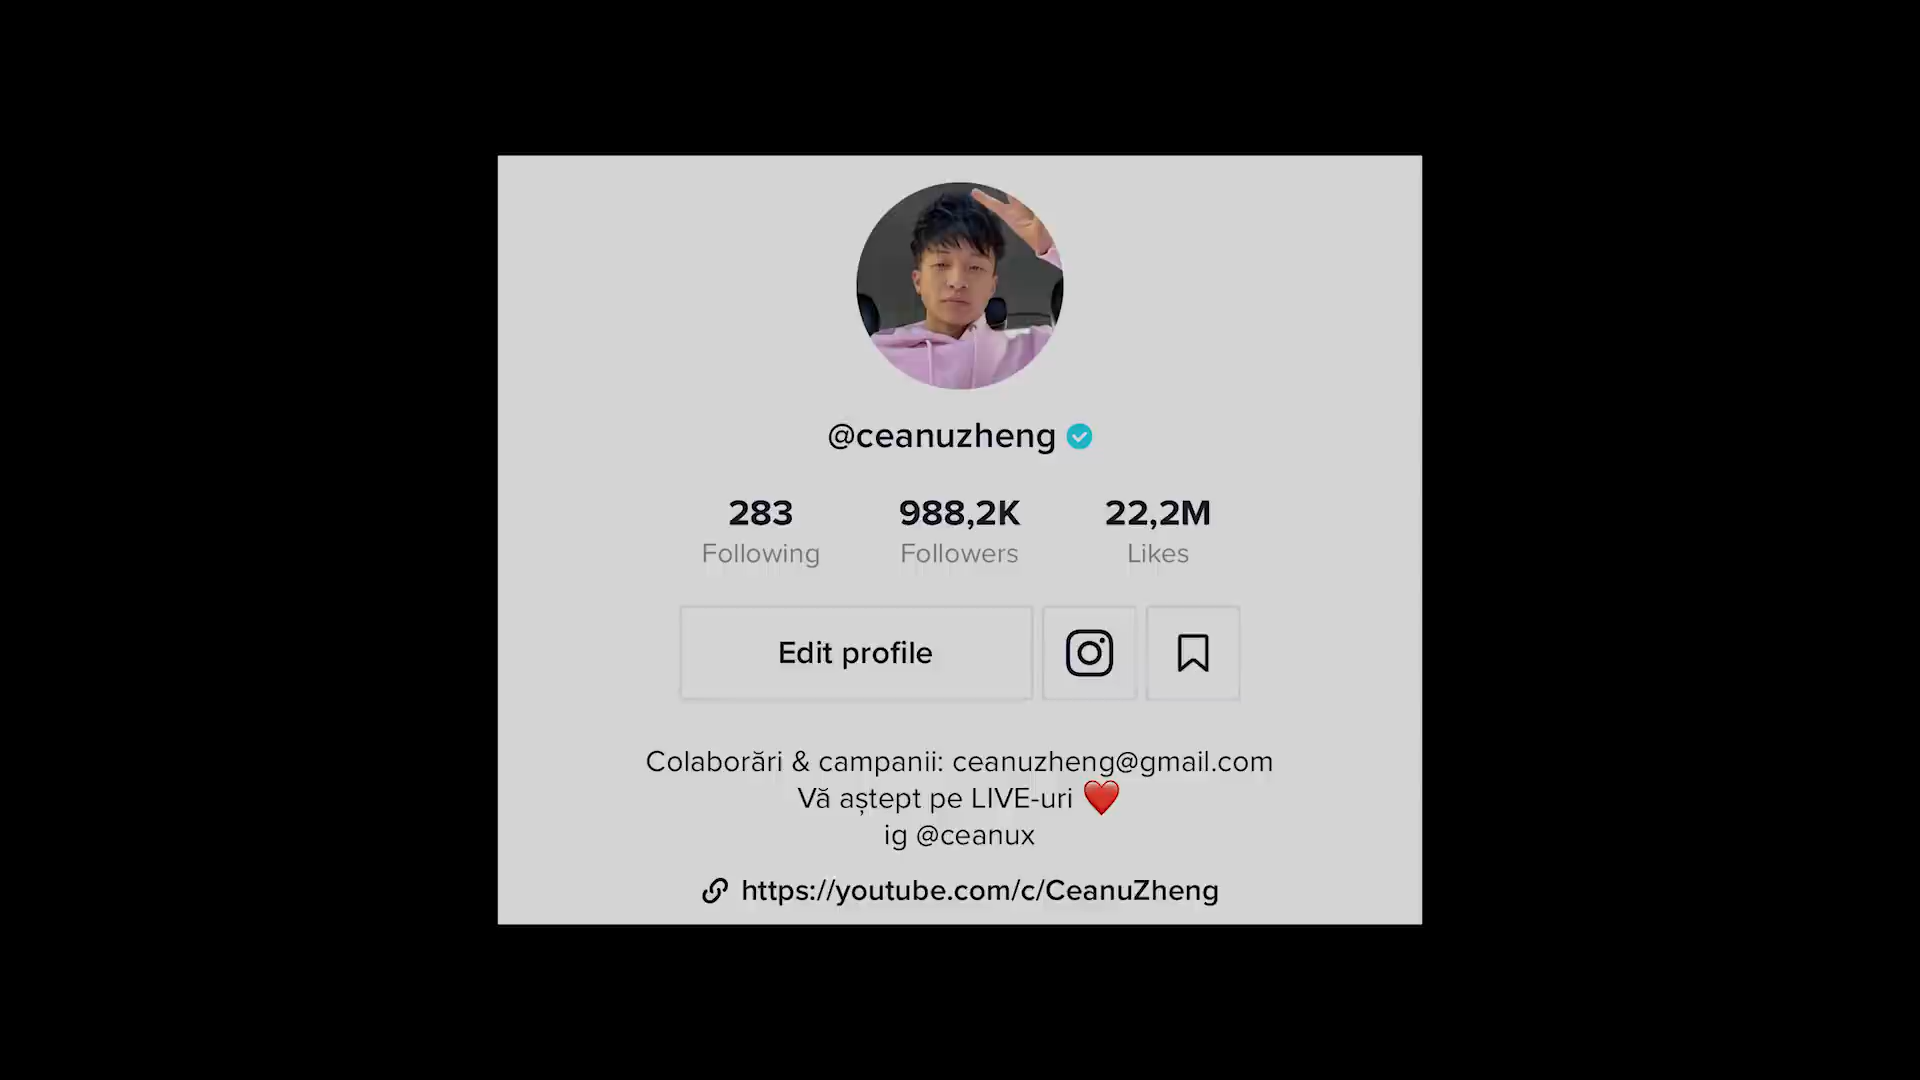 @ceanuzheng
283 988,2K 22,2M
Following Followers Likes
Edit profile
Colaborări & campanii: ceanuzheng@gmail.com
Vă aștept pe LIVE-uri ❤️
ig @ceanux
https://youtube.com/c/CeanuZheng